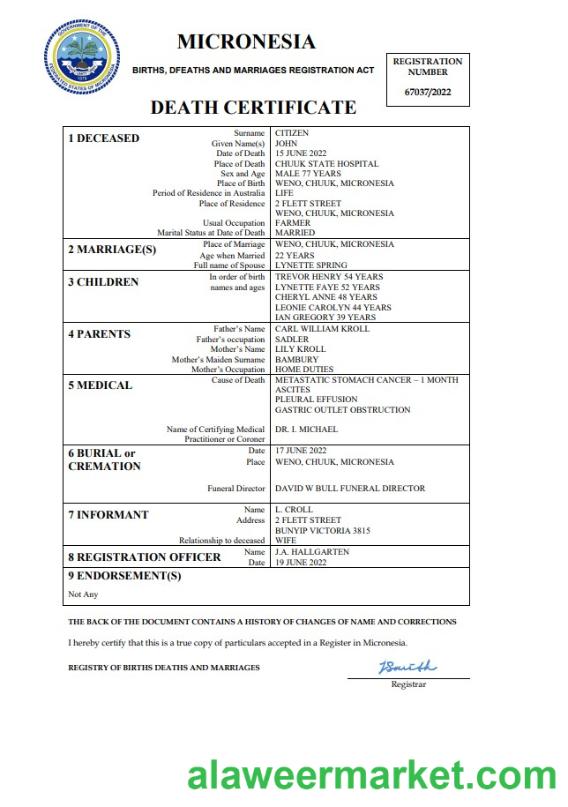 MICRONESIA
BIRTHS, DFEATHS AND MARRIAGES REGISTRATION ACT
REGISTRATION
NUMBER
67037/2022
DEATH CERTIFICATE
1 DECEASED
Surname CITIZEN
Given Name(s) JOHN
Date of Death 15 JUNE 2022
Place of Death CHUUK STATE HOSPITAL
Sex and Age MALE 77 YEARS
Place of Birth WENO, CHUUK, MICRONESIA
Period of Residence in Australia LIFE
Place of Residence 2 FLETT STREET
WENO, CHUUK, MICRONESIA
Usual Occupation FARMER
Marital Status at Date of Death MARRIED
2 MARRIAGE(S)
Place of Marriage WENO, CHUUK, MICRONESIA
Age when Married 22 YEARS
Full name of Spouse LYNETTE SPRING
3 CHILDREN
In order of birth TREVOR HENRY 54 YEARS
names and ages LYNETTE FAYE 52 YEARS
CHERYL ANNE 48 YEARS
LEONIE CAROLYN 44 YEARS
IAN GREGORY 39 YEARS
4 PARENTS
Father's Name CARL WILLIAM KROLL
Father's occupation SADLER
Mother's Name LILY KROLL
Mother's Maiden Surname BAMBURY
Mother's Occupation HOME DUTIES
5 MEDICAL
Cause of Death METASTATIC STOMACH CANCER – 1 MONTH
ASCITES
PLEURAL EFFUSION
GASTRIC OUTLET OBSTRUCTION
Name of Certifying Medical DR. I. MICHAEL
Practitioner or Coroner
6 BURIAL or
CREMATION
Date 17 JUNE 2022
Place WENO, CHUUK, MICRONESIA
Funeral Director DAVID W BULL FUNERAL DIRECTOR
7 INFORMANT
Name L. CROLL
Address 2 FLETT STREET
BUNYIP VICTORIA 3815
Relationship to deceased WIFE
8 REGISTRATION OFFICER
Name J.A. HALLGARTEN
Date 19 JUNE 2022
9 ENDORSEMENT(S)
Not Any
THE BACK OF THE DOCUMENT CONTAINS A HISTORY OF CHANGES OF NAME AND CORRECTIONS
I hereby certify that this is a true copy of particulars accepted in a Register in Micronesia.
REGISTRY OF BIRTHS DEATHS AND MARRIAGES
JSmith
Registrar
alaweermarket.com